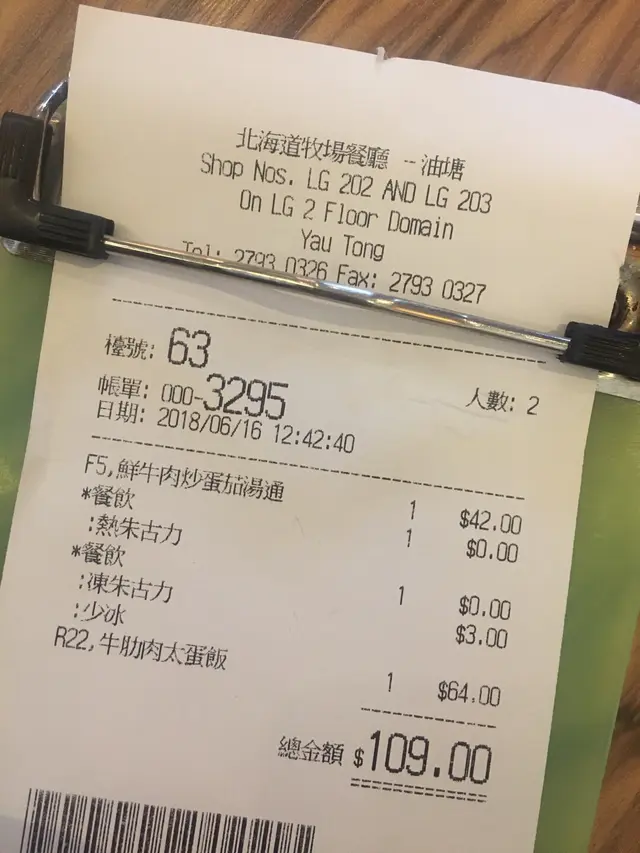 北海道牧場餐廳 --油塘
Shop Nos. LG 202 AND LG 203
On LG 2 Floor Domain
Yau Tong
Tel: 2793 0326 Fax: 2793 0327
檯號: 63 人數: 2
帳單: 000-3295
日期: 2018/06/16 12:42:40
F5,鮮牛肉炒蛋茄湯通 1 $42.00
*餐飲 1 $0.00
:熱朱古力
*餐飲 1 $0.00
:凍朱古力 $3.00
:少冰
R22,牛肋肉太蛋飯 1 $64.00
總金額 $109.00